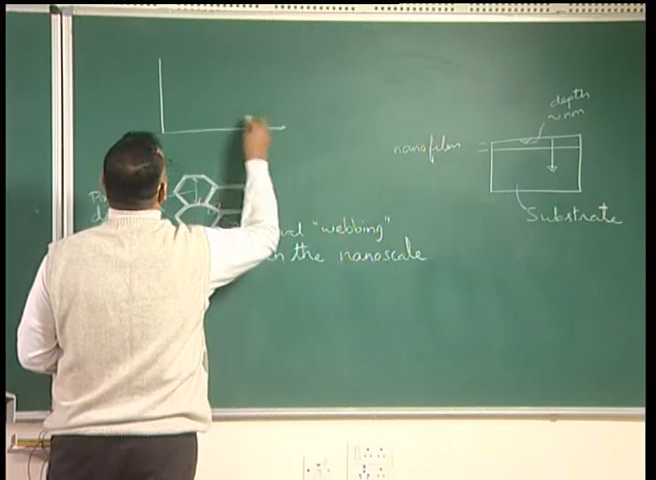 depth
~ nm
nanofilm
Substrate
"webbing"
the nanoscale